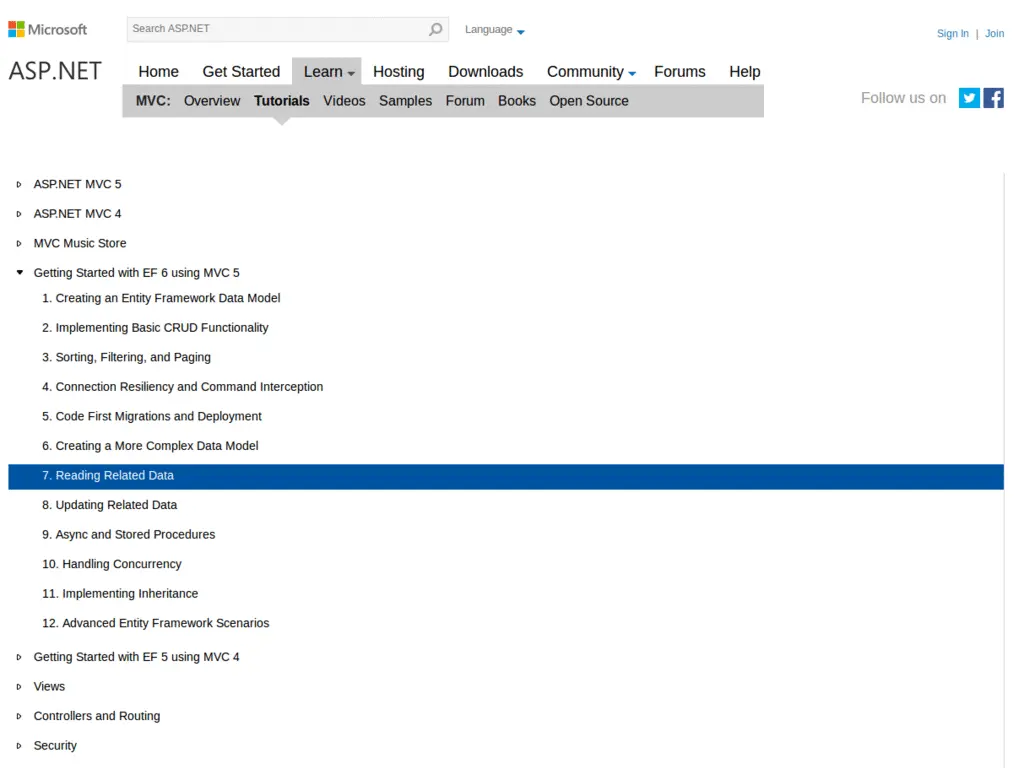 Microsoft
Search ASP.NET
Language
Sign In | Join
ASP.NET
Home Get Started Learn Hosting Downloads Community Forums Help
MVC: Overview Tutorials Videos Samples Forum Books Open Source
Follow us on
ASP.NET MVC 5
ASP.NET MVC 4
MVC Music Store
Getting Started with EF 6 using MVC 5
1. Creating an Entity Framework Data Model
2. Implementing Basic CRUD Functionality
3. Sorting, Filtering, and Paging
4. Connection Resiliency and Command Interception
5. Code First Migrations and Deployment
6. Creating a More Complex Data Model
7. Reading Related Data
8. Updating Related Data
9. Async and Stored Procedures
10. Handling Concurrency
11. Implementing Inheritance
12. Advanced Entity Framework Scenarios
Getting Started with EF 5 using MVC 4
Views
Controllers and Routing
Security